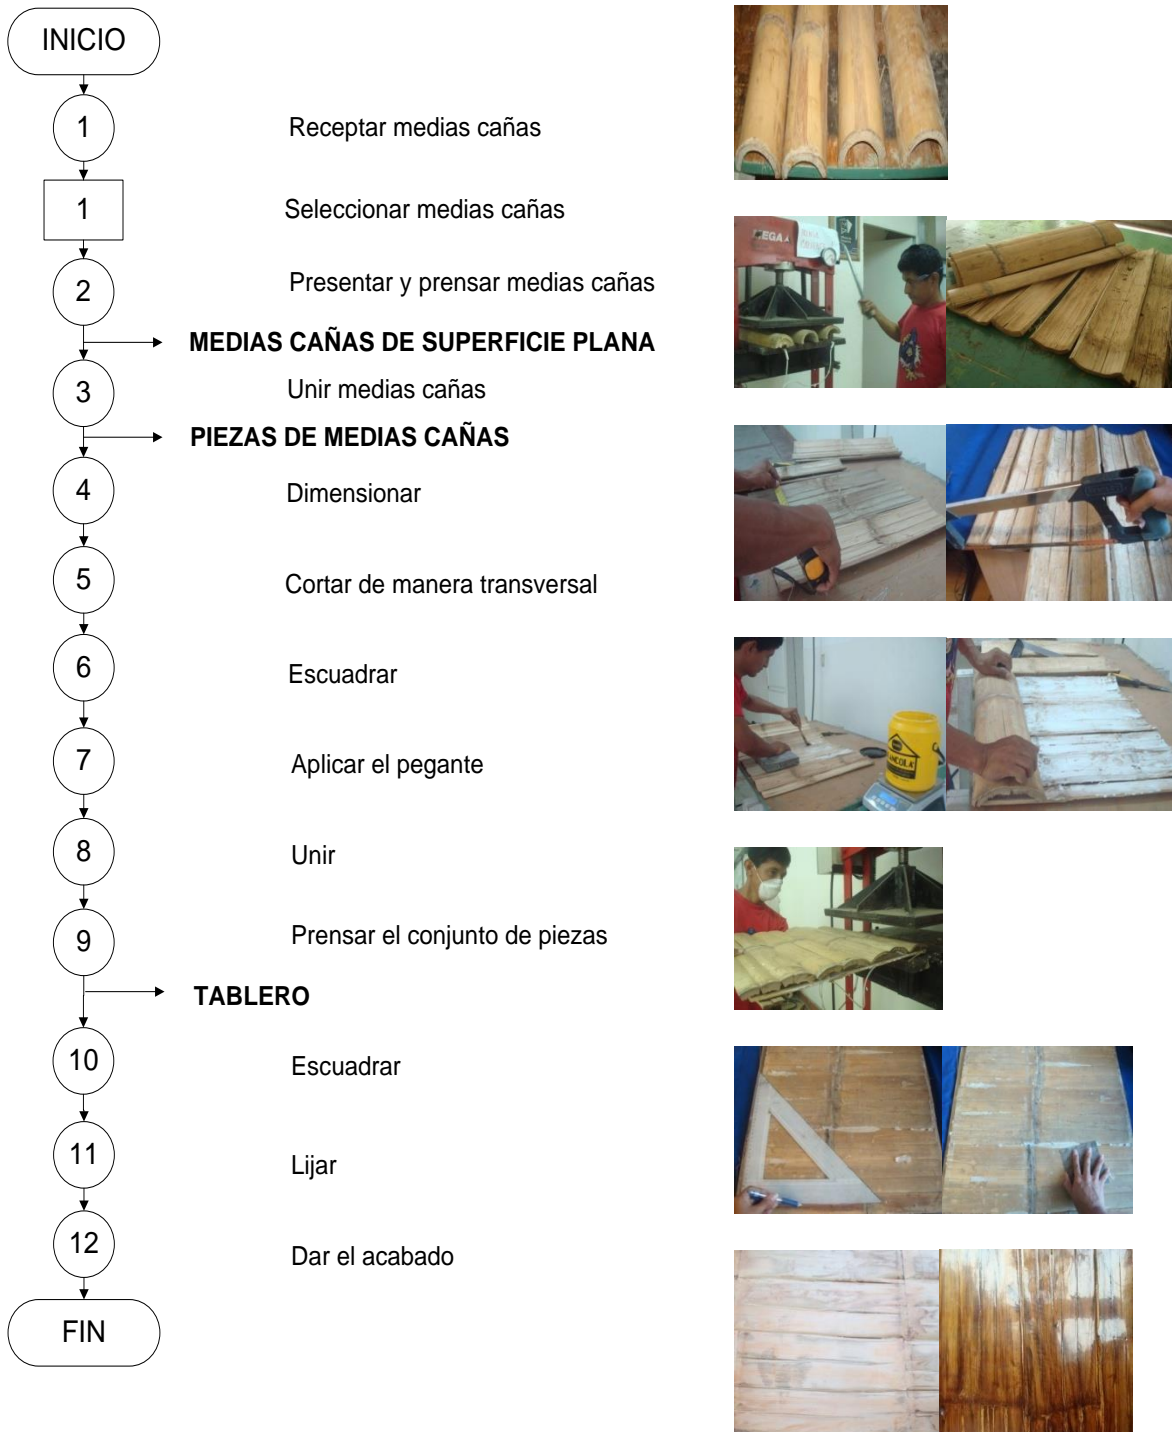 INICIO
1 Receptar medias cañas
1 Seleccionar medias cañas
2 Presentar y prensar medias cañas
MEDIAS CAÑAS DE SUPERFICIE PLANA
3 Unir medias cañas
PIEZAS DE MEDIAS CAÑAS
4 Dimensionar
5 Cortar de manera transversal
6 Escuadrar
7 Aplicar el pegante
8 Unir
9 Prensar el conjunto de piezas
TABLERO
10 Escuadrar
11 Lijar
12 Dar el acabado
FIN
MEGA